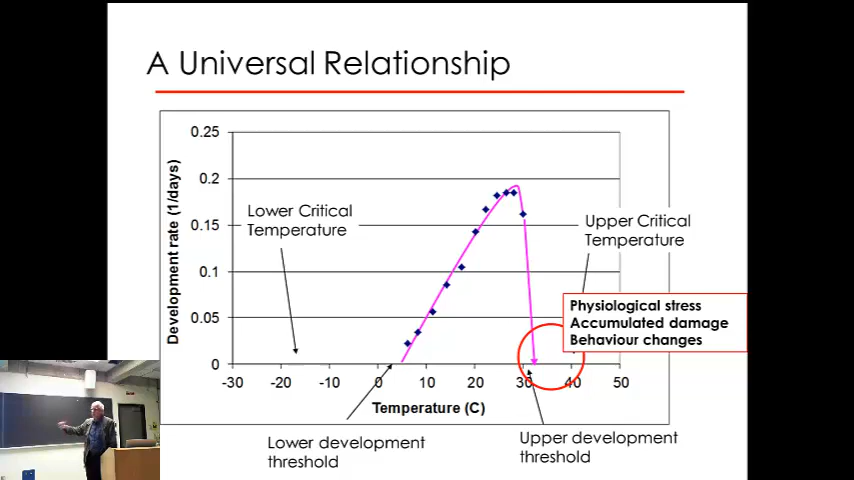 A Universal Relationship
0.25
0.2
0.15
0.1
0.05
0
Development rate (1/days)
Lower Critical
Temperature
Upper Critical
Temperature
Physiological stress
Accumulated damage
Behaviour changes
-30 -20 -10 0 10 20 30 40 50
Temperature (C)
Lower development
threshold
Upper development
threshold